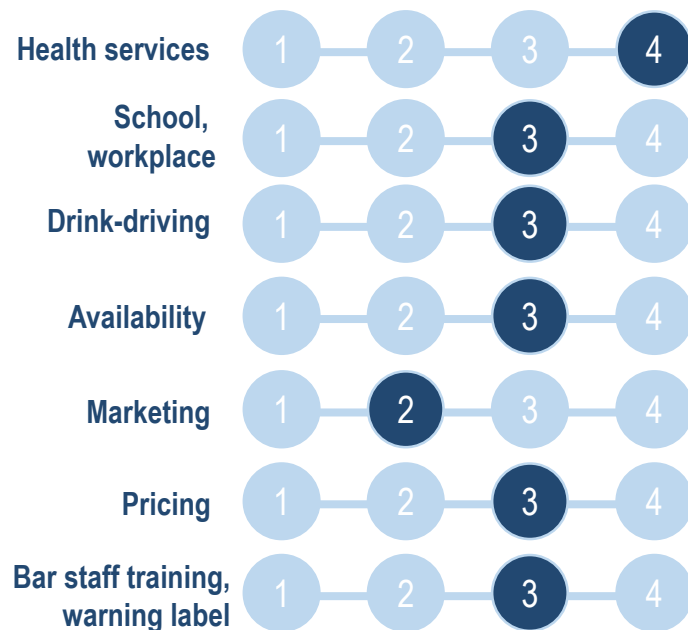 Health services 1 2 3 4
School,
workplace 1 2 3 4
Drink-driving 1 2 3 4
Availability 1 2 3 4
Marketing 1 2 3 4
Pricing 1 2 3 4
Bar staff training,
warning label 1 2 3 4